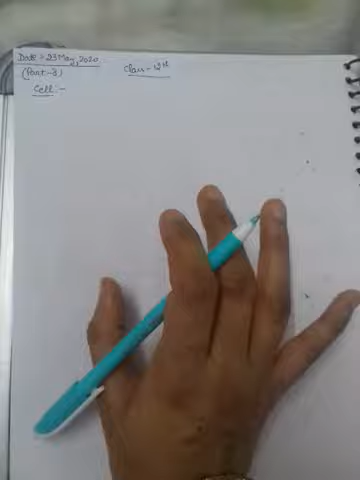 Date → 23 May, 2020
Class - 12th
(Part - 3)
Cell :-